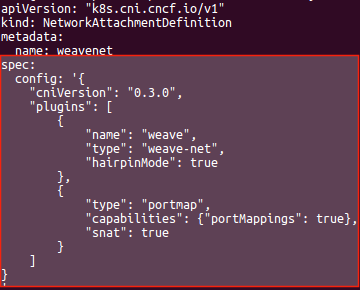 apiVersion: "k8s.cni.cncf.io/v1"
kind: NetworkAttachmentDefinition
metadata:
  name: weavenet
spec:
  config: '{
    "cniVersion": "0.3.0",
    "plugins": [
        {
            "name": "weave",
            "type": "weave-net",
            "hairpinMode": true
        },
        {
            "type": "portmap",
            "capabilities": {"portMappings": true},
            "snat": true
        }
    ]
}
'